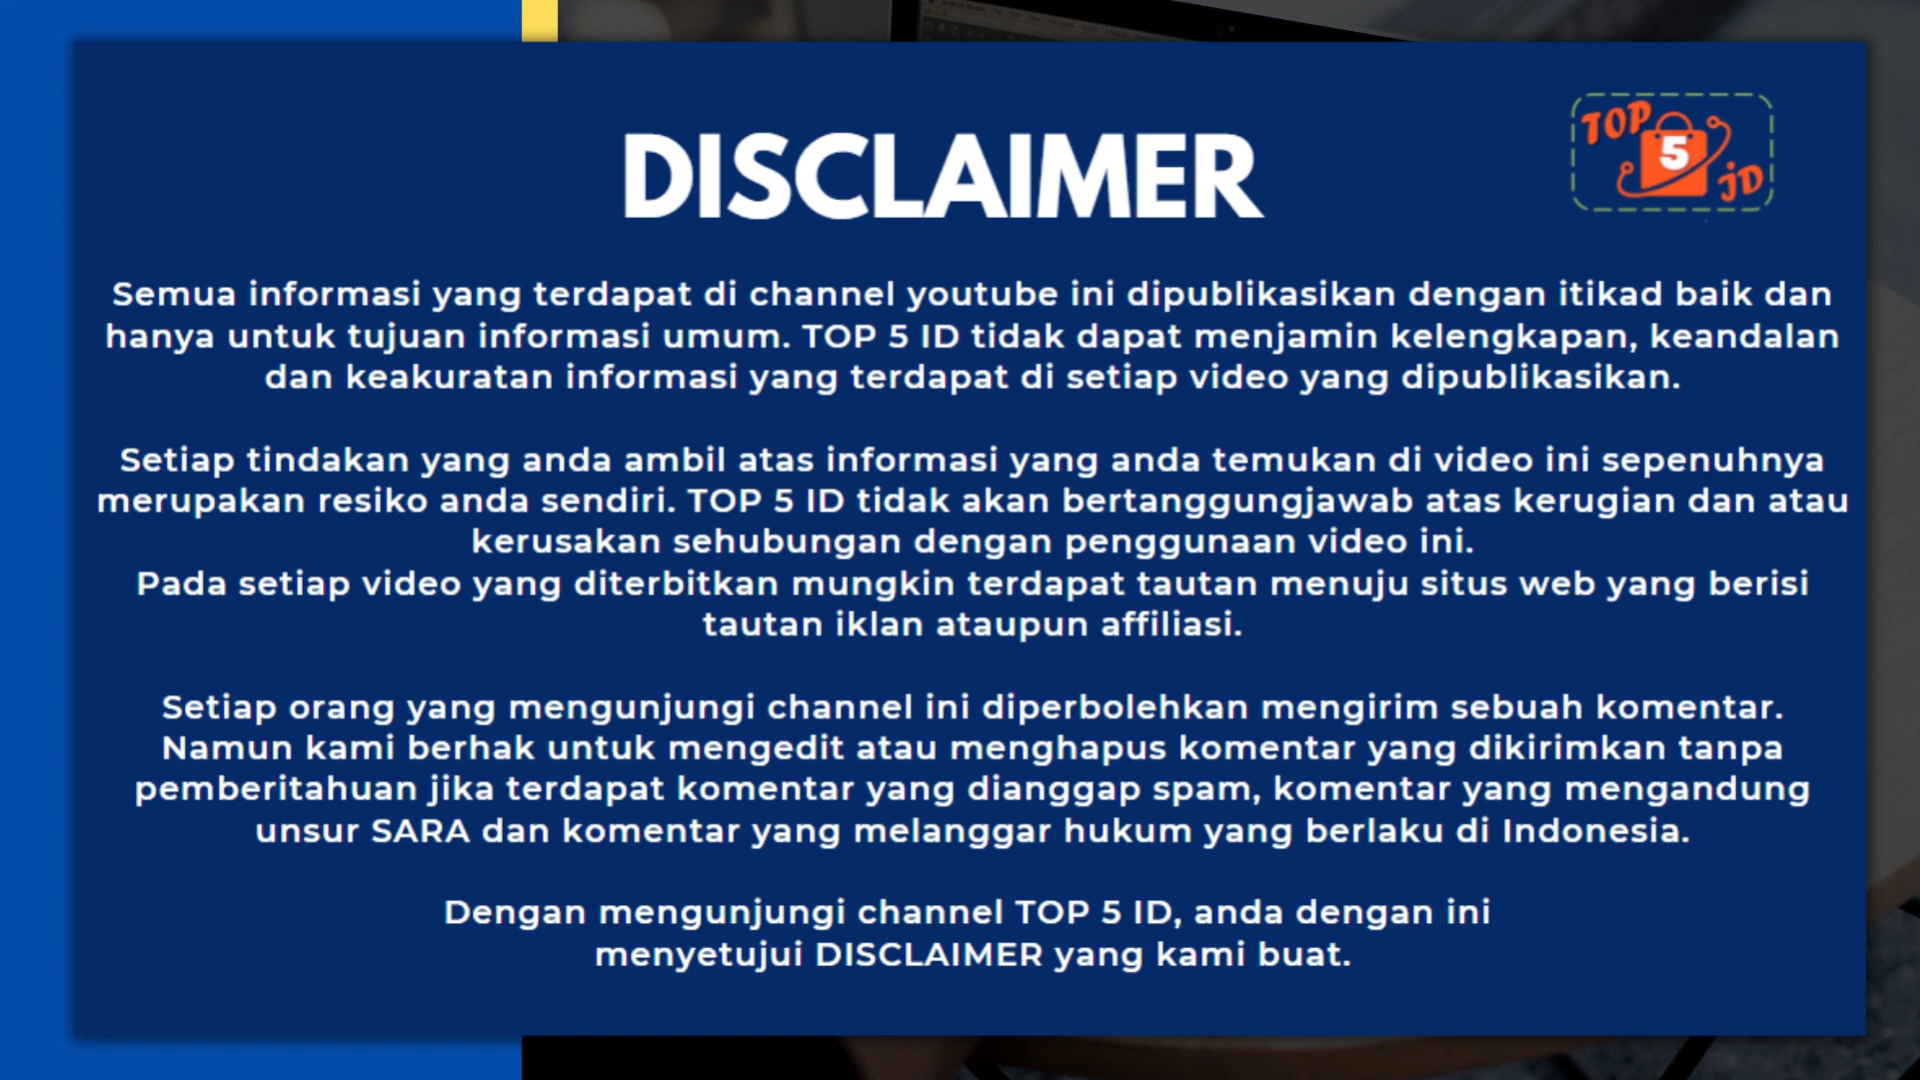 DISCLAIMER
TOP
5
iD
Semua informasi yang terdapat di channel youtube ini dipublikasikan dengan itikad baik dan
hanya untuk tujuan informasi umum. TOP 5 ID tidak dapat menjamin kelengkapan, keandalan
dan keakuratan informasi yang terdapat di setiap video yang dipublikasikan.
Setiap tindakan yang anda ambil atas informasi yang anda temukan di video ini sepenuhnya
merupakan resiko anda sendiri. TOP 5 ID tidak akan bertanggungjawab atas kerugian dan atau
kerusakan sehubungan dengan penggunaan video ini.
Pada setiap video yang diterbitkan mungkin terdapat tautan menuju situs web yang berisi
tautan iklan ataupun affiliasi.
Setiap orang yang mengunjungi channel ini diperbolehkan mengirim sebuah komentar.
Namun kami berhak untuk mengedit atau menghapus komentar yang dikirimkan tanpa
pemberitahuan jika terdapat komentar yang dianggap spam, komentar yang mengandung
unsur SARA dan komentar yang melanggar hukum yang berlaku di Indonesia.
Dengan mengunjungi channel TOP 5 ID, anda dengan ini
menyetujui DISCLAIMER yang kami buat.